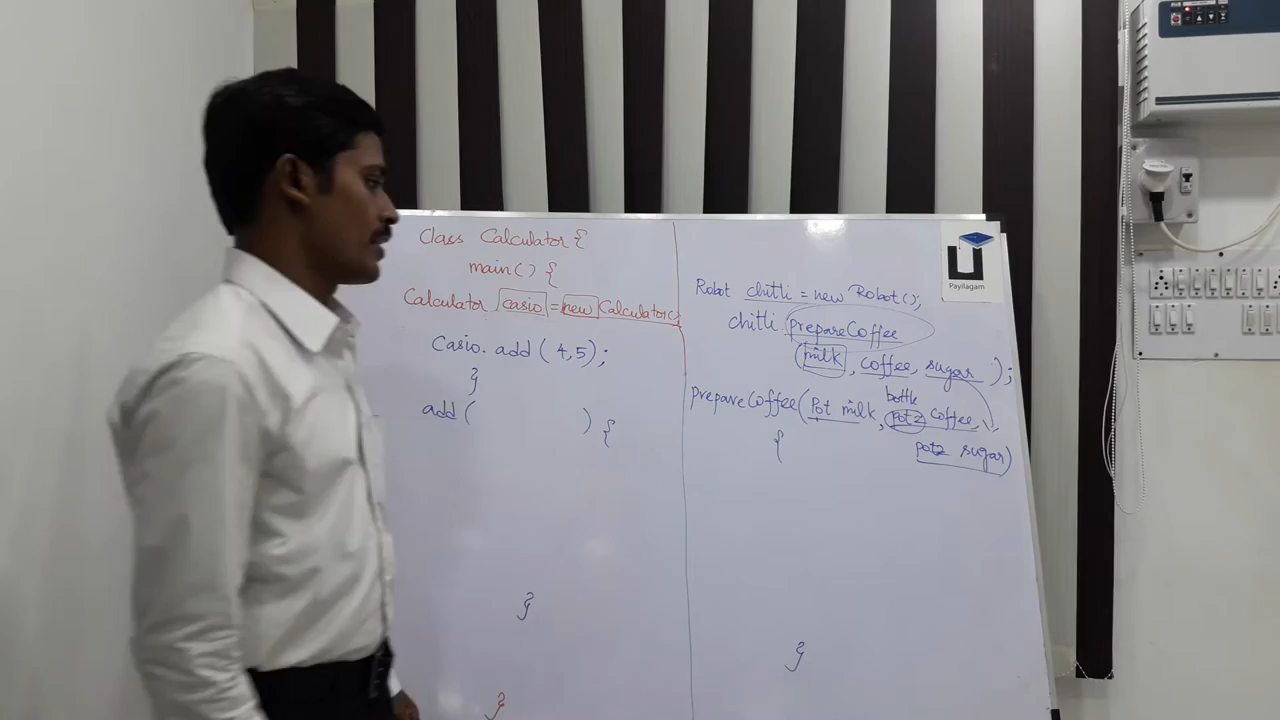 Class Calculator {
main() {
Calculator casio = new Calculator();
Casio. add ( 4,5);
}
add ( ) {
}
}
Payilagam
Robot chitti = new Robot();
chitti prepareCoffee
(milk, coffee, sugar );
bottle
prepareCoffee(Pot milk, pot2 coffee,
pot2 sugar)
{
}